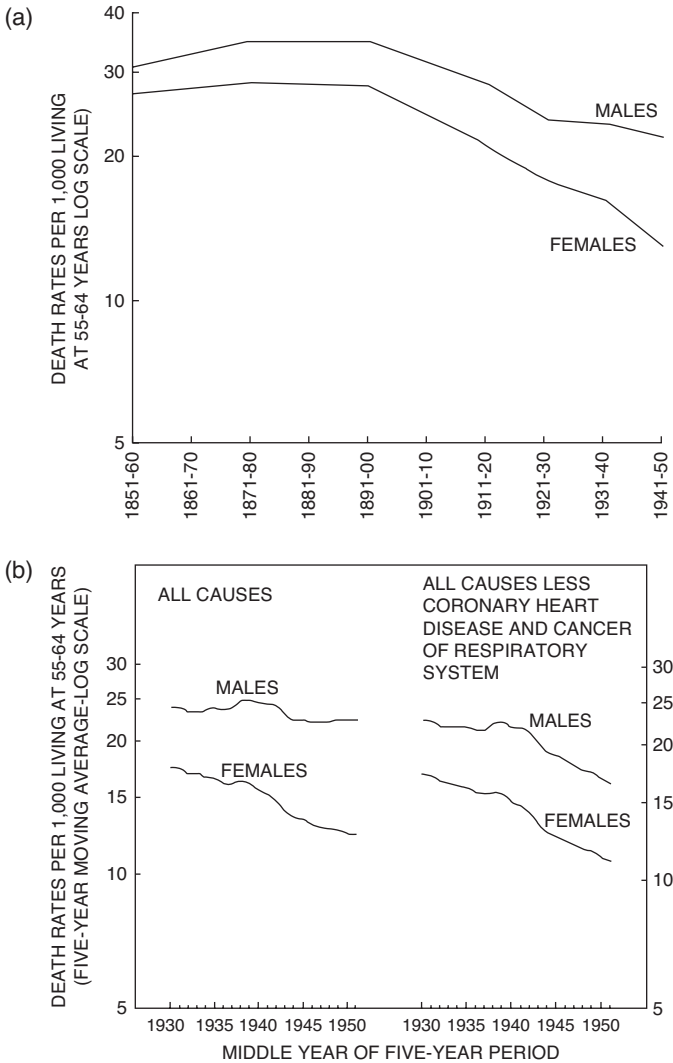 (a)
DEATH RATES PER 1,000 LIVING
AT 55-64 YEARS LOG SCALE)
40
30
20
10
5
MALES
FEMALES
1851-60
1861-70
1871-80
1881-90
1891-00
1901-10
1911-20
1921-30
1931-40
1941-50
(b)
DEATH RATES PER 1,000 LIVING AT 55-64 YEARS
(FIVE-YEAR MOVING AVERAGE-LOG SCALE)
ALL CAUSES
30
25
20
15
10
5
MALES
FEMALES
1930 1935 1940 1945 1950
ALL CAUSES LESS
CORONARY HEART
DISEASE AND CANCER
OF RESPIRATORY
SYSTEM
MALES
FEMALES
30
25
20
15
10
5
1930 1935 1940 1945 1950
MIDDLE YEAR OF FIVE-YEAR PERIOD